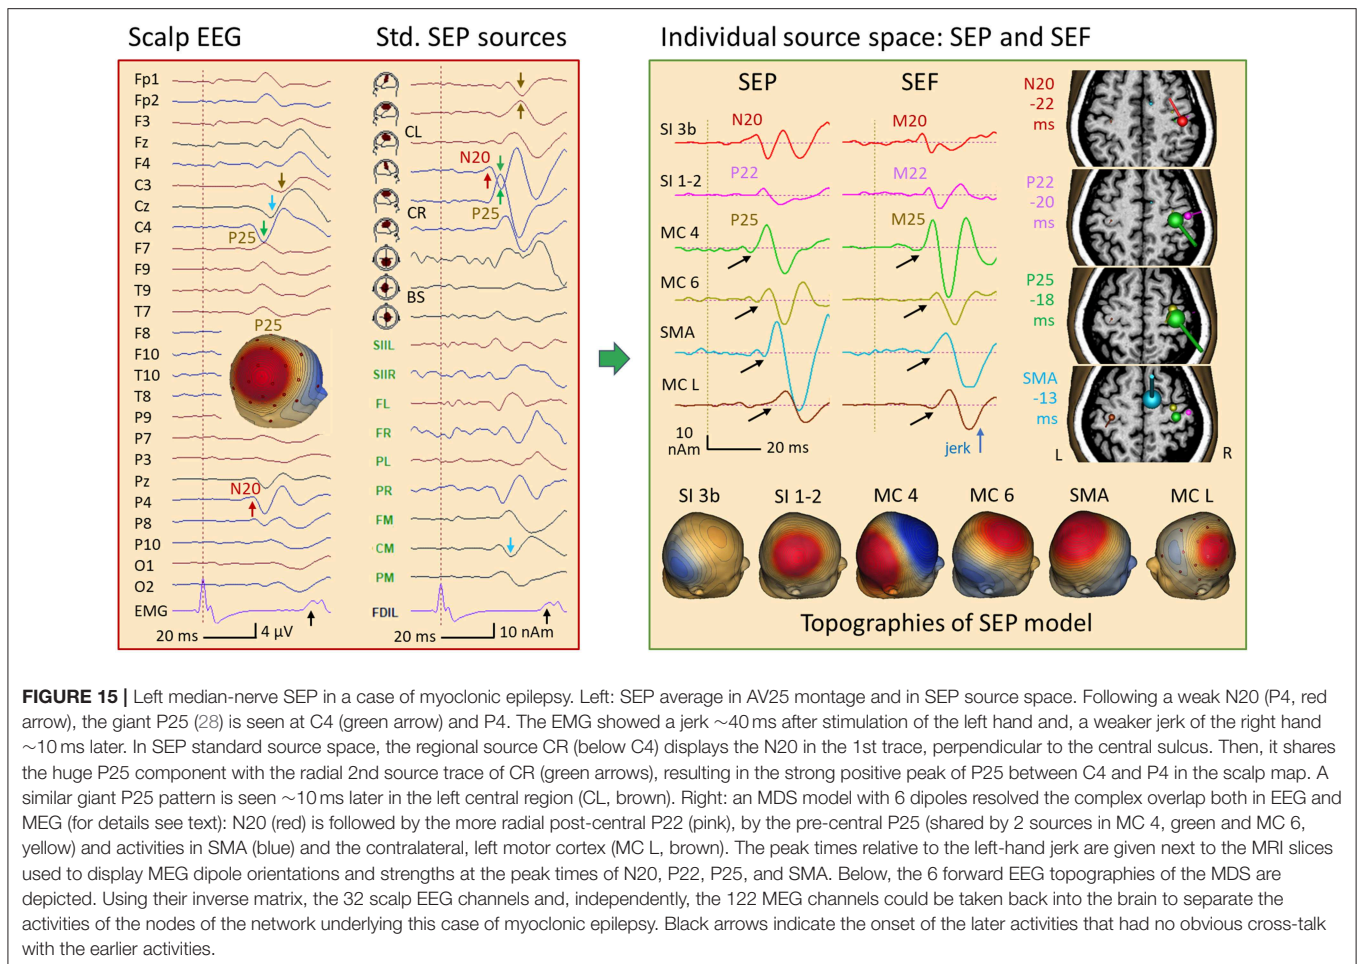 Scalp EEG
Std. SEP sources
Individual source space: SEP and SEF
Fp1
Fp2
F3
Fz
F4
C3
Cz
C4
P25
F7
F9
T9
T7
P25
F8
F10
T10
T8
P9
P7
P3
Pz
N20
P4
P8
P10
O1
O2
EMG
20 ms
4 µV
CL
N20
CR
P25
BS
SIIL
SIIR
FL
FR
PL
PR
FM
CM
PM
FDIL
20 ms
10 nAm
SEP
SEF
SI 3b
N20
M20
SI 1-2
P22
M22
MC 4
P25
M25
MC 6
SMA
MC L
10
nAm
20 ms
jerk
N20
-22
ms
P22
-20
ms
P25
-18
ms
SMA
-13
ms
L
R
SI 3b
SI 1-2
MC 4
MC 6
SMA
MC L
Topographies of SEP model
FIGURE 15 | Left median-nerve SEP in a case of myoclonic epilepsy. Left: SEP average in AV25 montage and in SEP source space. Following a weak N20 (P4, red
arrow), the giant P25 (28) is seen at C4 (green arrow) and P4. The EMG showed a jerk ∼40 ms after stimulation of the left hand and, a weaker jerk of the right hand
∼10 ms later. In SEP standard source space, the regional source CR (below C4) displays the N20 in the 1st trace, perpendicular to the central sulcus. Then, it shares
the huge P25 component with the radial 2nd source trace of CR (green arrows), resulting in the strong positive peak of P25 between C4 and P4 in the scalp map. A
similar giant P25 pattern is seen ∼10 ms later in the left central region (CL, brown). Right: an MDS model with 6 dipoles resolved the complex overlap both in EEG and
MEG (for details see text): N20 (red) is followed by the more radial post-central P22 (pink), by the pre-central P25 (shared by 2 sources in MC 4, green and MC 6,
yellow) and activities in SMA (blue) and the contralateral, left motor cortex (MC L, brown). The peak times relative to the left-hand jerk are given next to the MRI slices
used to display MEG dipole orientations and strengths at the peak times of N20, P22, P25, and SMA. Below, the 6 forward EEG topographies of the MDS are
depicted. Using their inverse matrix, the 32 scalp EEG channels and, independently, the 122 MEG channels could be taken back into the brain to separate the
activities of the nodes of the network underlying this case of myoclonic epilepsy. Black arrows indicate the onset of the later activities that had no obvious cross-talk
with the earlier activities.